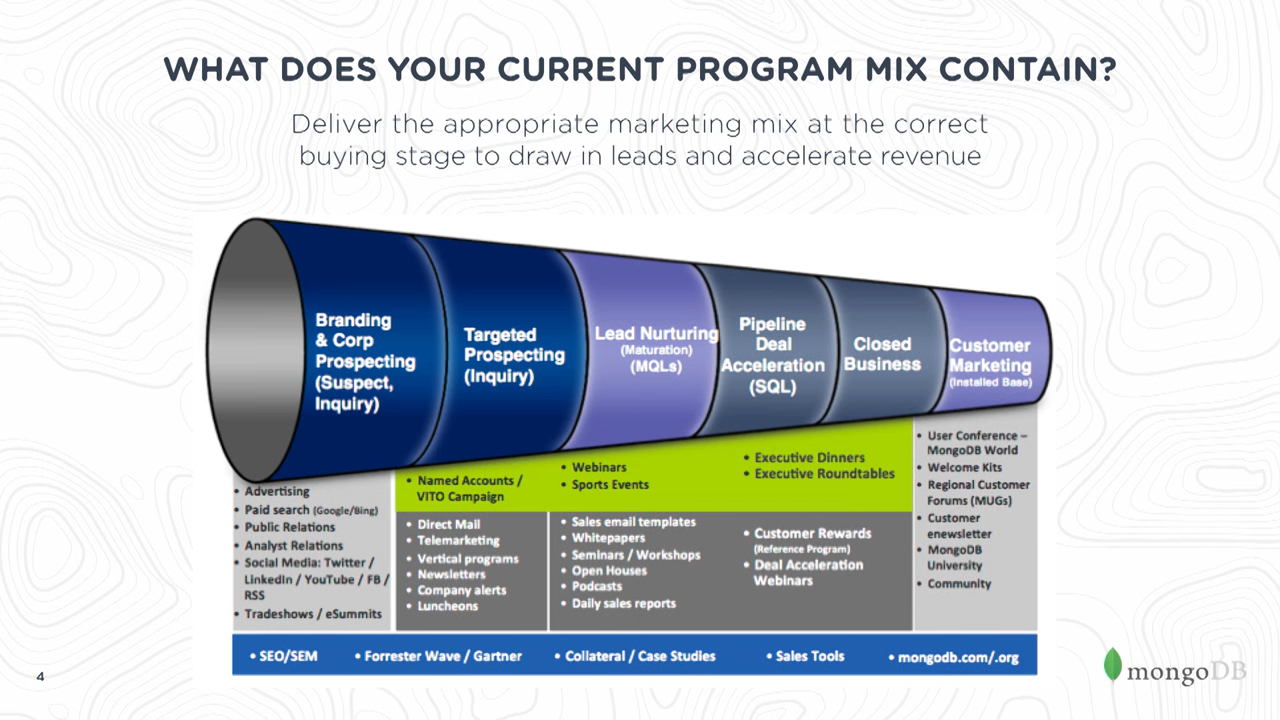 WHAT DOES YOUR CURRENT PROGRAM MIX CONTAIN?
Deliver the appropriate marketing mix at the correct
buying stage to draw in leads and accelerate revenue
Branding
& Corp
Prospecting
(Suspect,
Inquiry)
Targeted
Prospecting
(Inquiry)
Lead Nurturing
(Maturation)
(MQLs)
Pipeline
Deal
Acceleration
(SQL)
Closed
Business
Customer
Marketing
(Installed Base)
• Advertising
• Paid search (Google/Bing)
• Public Relations
• Analyst Relations
• Social Media: Twitter /
LinkedIn / YouTube / FB /
RSS
• Tradeshows / eSummits
• Named Accounts /
VITO Campaign
• Direct Mail
• Telemarketing
• Vertical programs
• Newsletters
• Company alerts
• Luncheons
• Webinars
• Sports Events
• Sales email templates
• Whitepapers
• Seminars / Workshops
• Open Houses
• Podcasts
• Daily sales reports
• Executive Dinners
• Executive Roundtables
• Customer Rewards
(Reference Program)
• Deal Acceleration
Webinars
• User Conference –
MongoDB World
• Welcome Kits
• Regional Customer
Forums (MUGs)
• Customer
enewsletter
• MongoDB
University
• Community
• SEO/SEM
• Forrester Wave / Gartner
• Collateral / Case Studies
• Sales Tools
• mongodb.com/.org
4
mongoDB